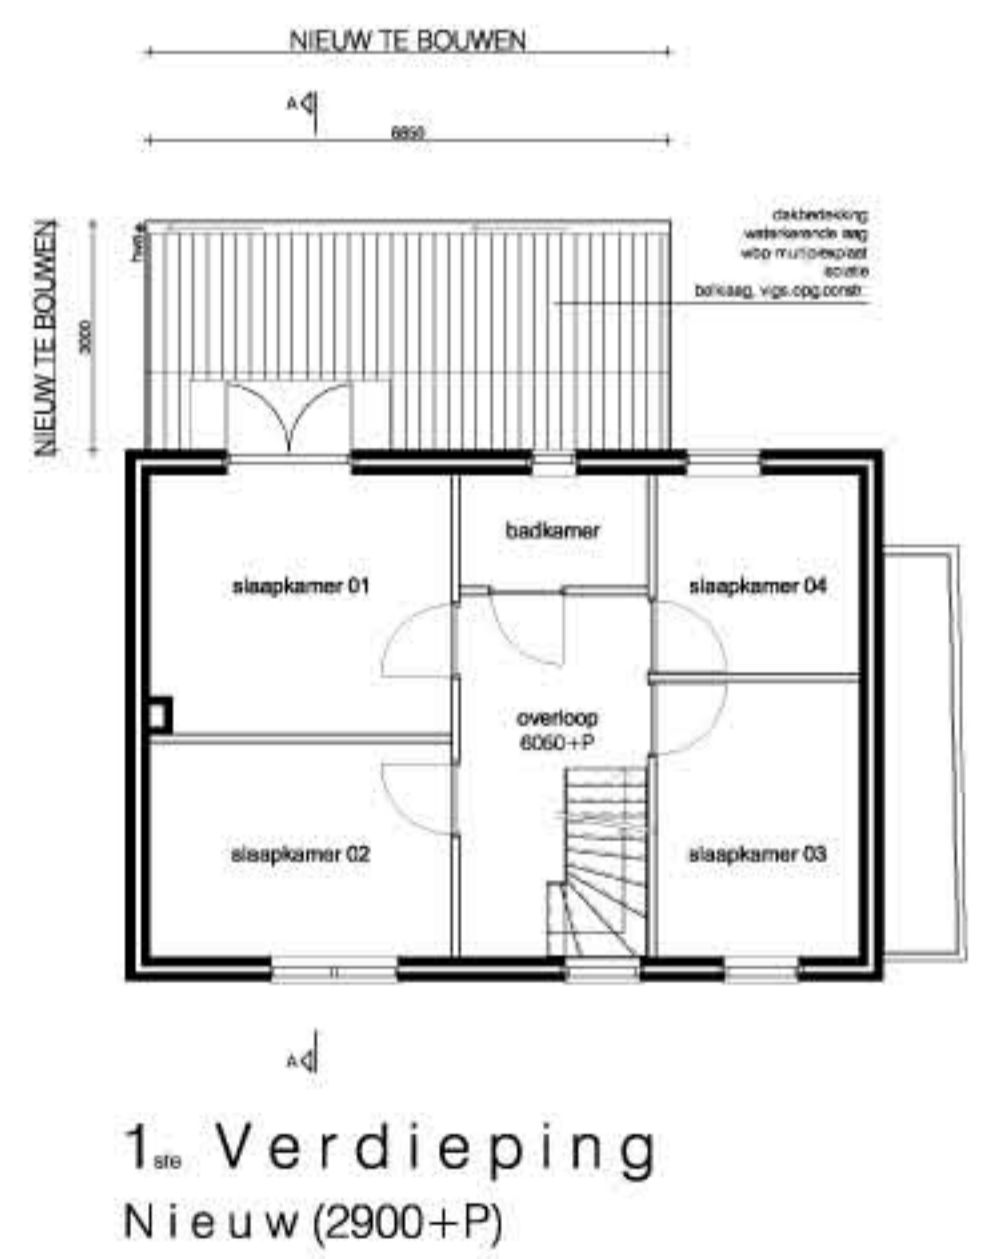 NIEUW TE BOUWEN
A
6850
NIEUW TE BOUWEN
3000
hwa
dakbedekking
waterkerende laag
wbp multiplexplaat
isolatie
balklaag, vlgs.opg.constr.
badkamer
slaapkamer 01
slaapkamer 04
overloop
6060+P
slaapkamer 02
slaapkamer 03
A
1ste Verdieping
Nieuw (2900+P)